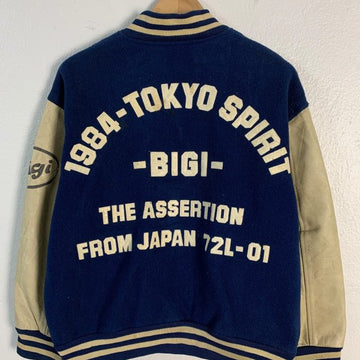 1984-TOKYO SPIRIT
-BIGI-
THE ASSERTION
FROM JAPAN 72L-01